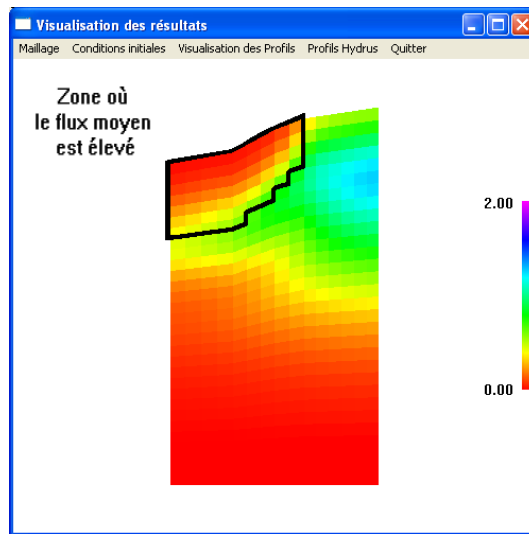 Visualisation des résultats
Maillage Conditions initiales Visualisation des Profils Profils Hydrus Quitter
Zone où
le flux moyen
est élevé
2.00
0.00